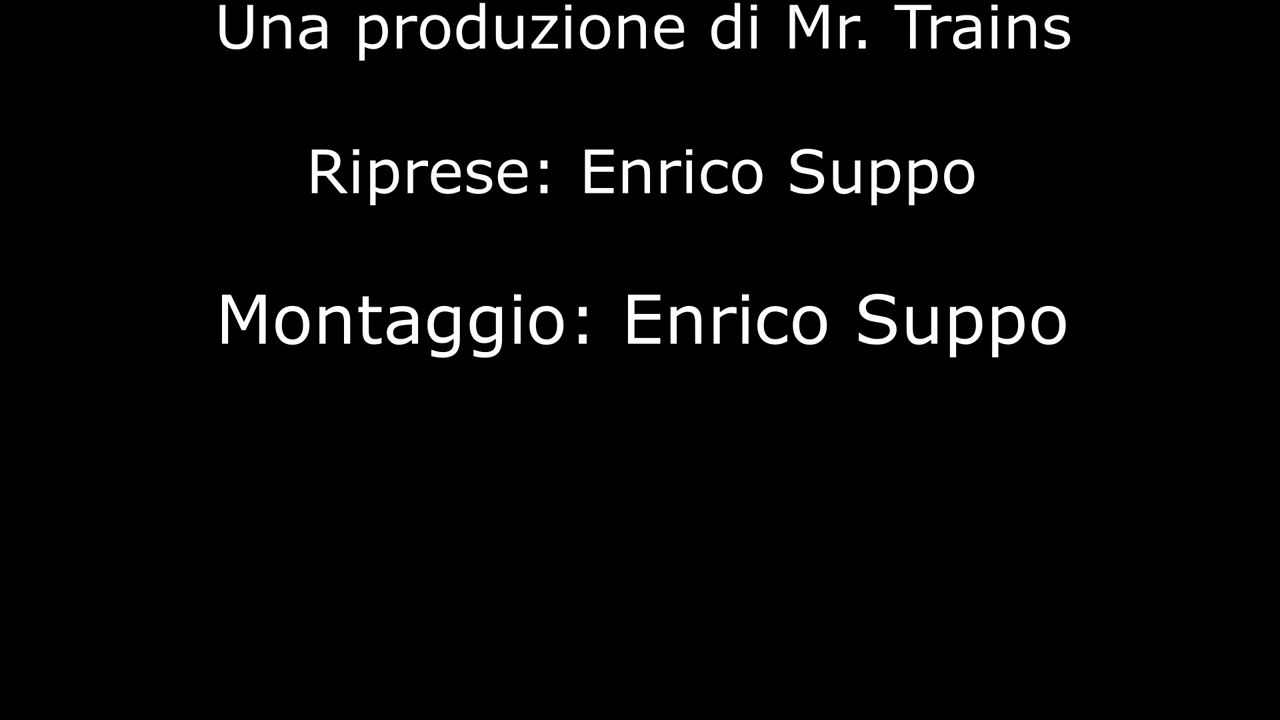 Una produzione di Mr. Trains
Riprese: Enrico Suppo
Montaggio: Enrico Suppo